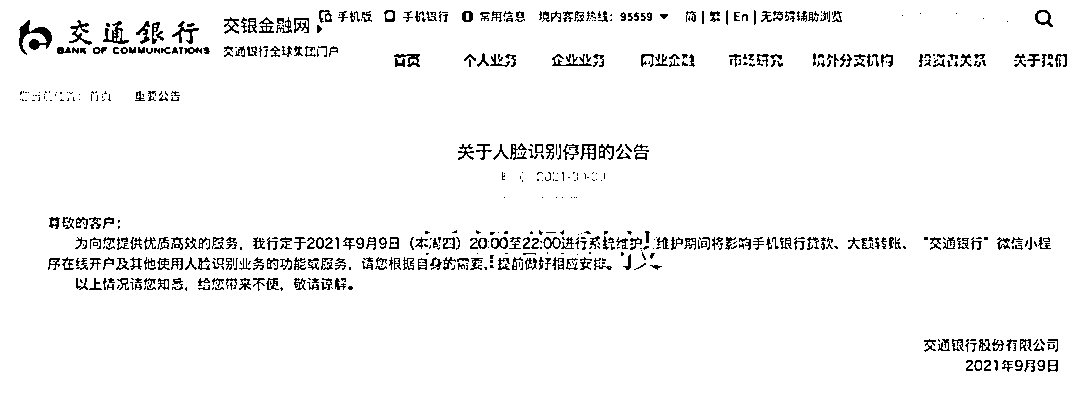 交通银行
BANK OF COMMUNICATIONS
交银金融网
交通银行全球集团门户
手机版 手机银行 常用信息 境内客服热线：95559 简 | 繁 | En | 无障碍辅助浏览
首页 个人业务 企业业务 同业金融 市场研究 境外分支机构 投资者关系 关于我们
首页 重要公告
关于人脸识别停用的公告
尊敬的客户：
为向您提供优质高效的服务，我行定于2021年9月9日（本周四）20:00至22:00进行系统维护，维护期间将影响手机银行贷款、大额转账、“交通银行”微信小程
序在线开户及其他使用人脸识别业务的功能或服务，请您根据自身的需要，提前做好相应安排。
以上情况请您知悉，给您带来不便，敬请谅解。
交通银行股份有限公司
2021年9月9日